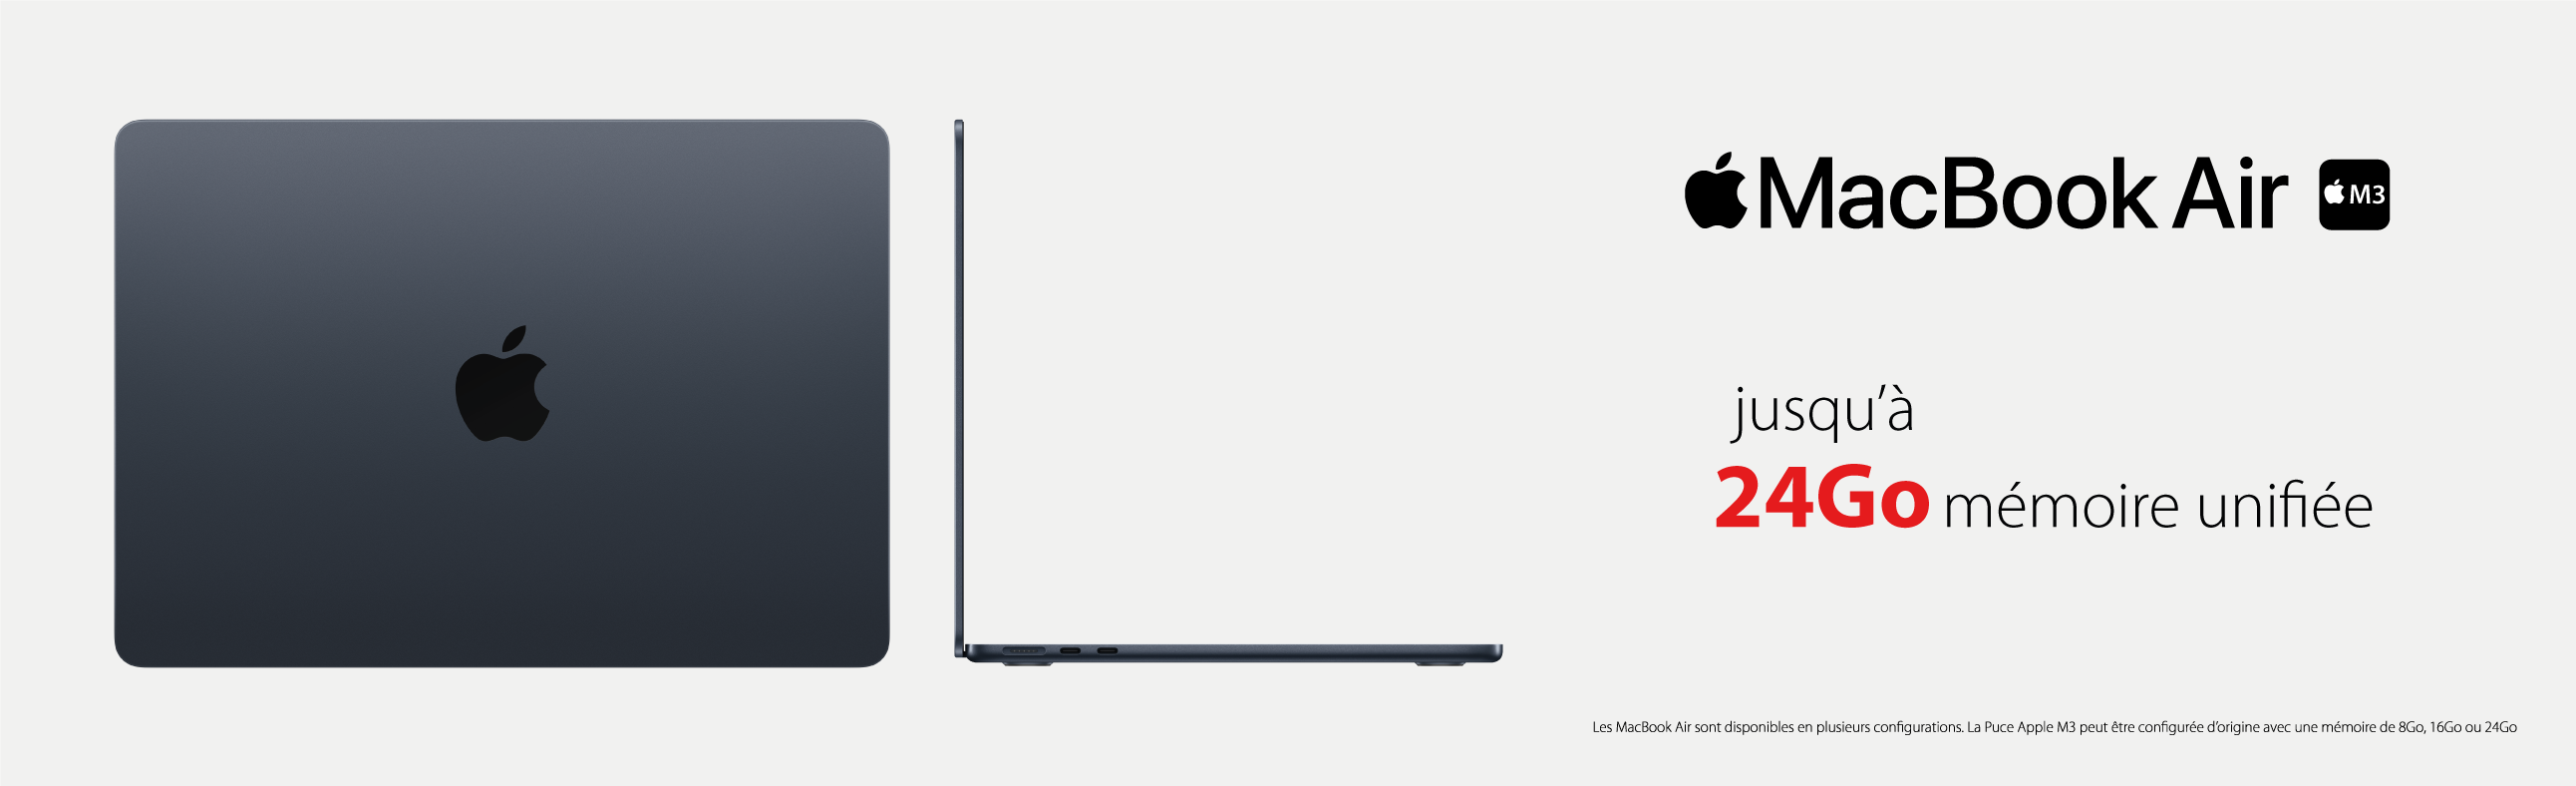 MacBook Air M3
jusqu’à
24Go mémoire unifiée
Les MacBook Air sont disponibles en plusieurs configurations. La Puce Apple M3 peut être configurée d’origine avec une mémoire de 8Go, 16Go ou 24Go